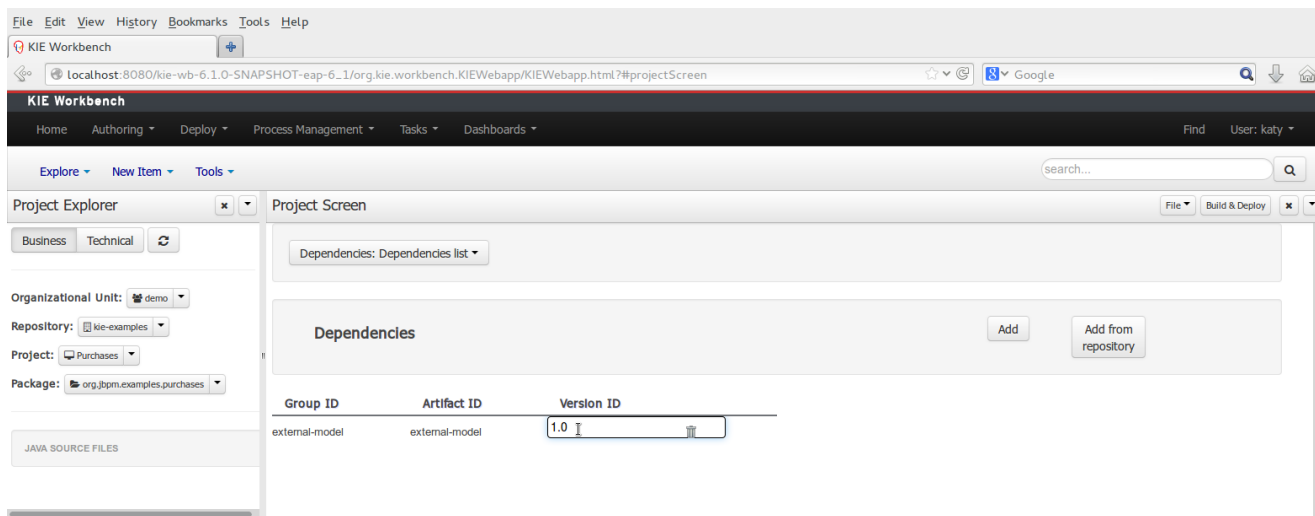 File Edit View History Bookmarks Tools Help
KIE Workbench
localhost:8080/kie-wb-6.1.0-SNAPSHOT-eap-6_1/org.kie.workbench.KIEWebapp/KIEWebapp.html?#projectScreen
Google
KIE Workbench
Home Authoring Deploy Process Management Tasks Dashboards Find User: katy
Explore New Item Tools search...
Project Explorer Project Screen File Build & Deploy
Business Technical
Dependencies: Dependencies list
Organizational Unit: demo
Repository: kie-examples
Project: Purchases
Package: org.jbpm.examples.purchases
Dependencies Add Add from
repository
Group ID Artifact ID Version ID
external-model external-model 1.0
JAVA SOURCE FILES